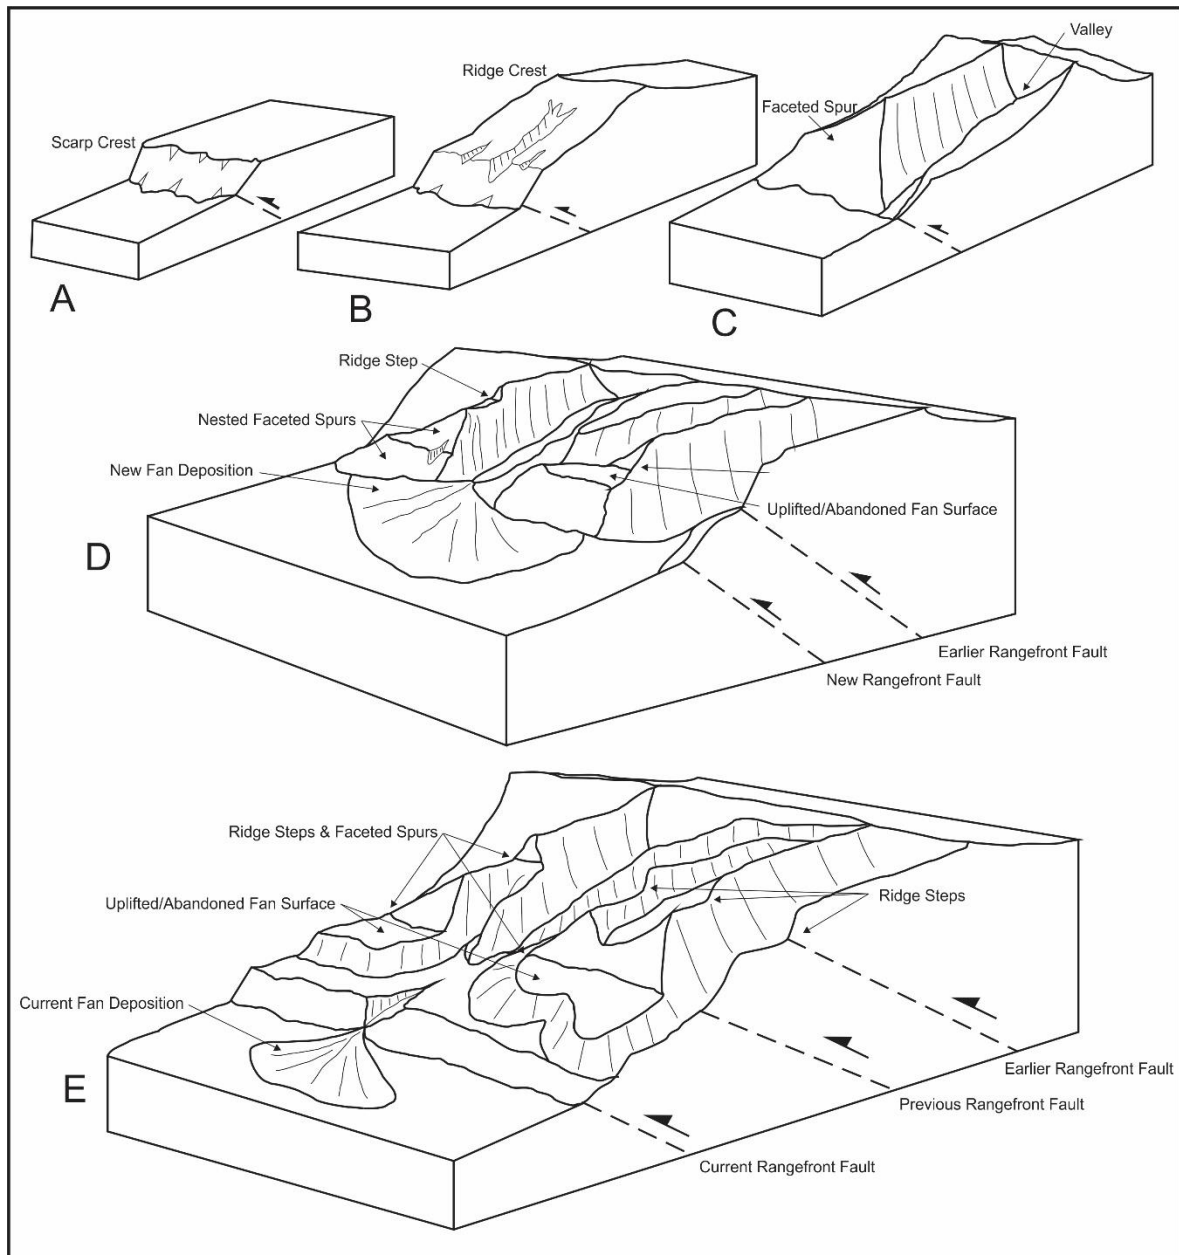 Scarp Crest
A
Ridge Crest
B
Valley
Faceted Spur
C
Ridge Step
Nested Faceted Spurs
New Fan Deposition
Uplifted/Abandoned Fan Surface
D
Earlier Rangefront Fault
New Rangefront Fault
Ridge Steps & Faceted Spurs
Uplifted/Abandoned Fan Surface
Ridge Steps
Current Fan Deposition
E
Earlier Rangefront Fault
Previous Rangefront Fault
Current Rangefront Fault